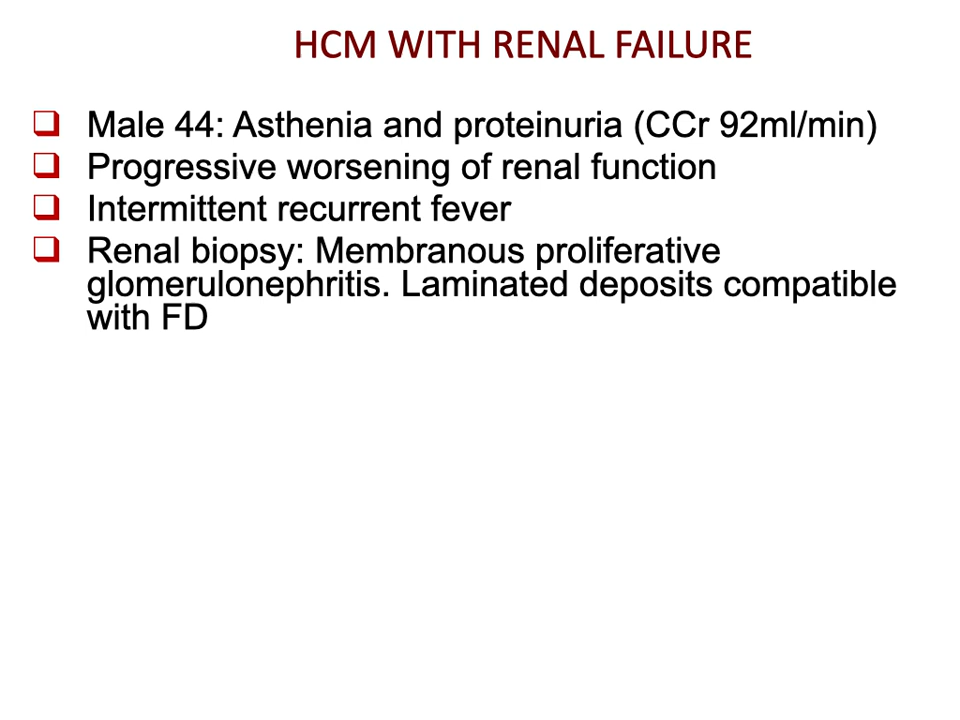 HCM WITH RENAL FAILURE
Male 44: Asthenia and proteinuria (CCr 92ml/min)
Progressive worsening of renal function
Intermittent recurrent fever
Renal biopsy: Membranous proliferative
glomerulonephritis. Laminated deposits compatible
with FD